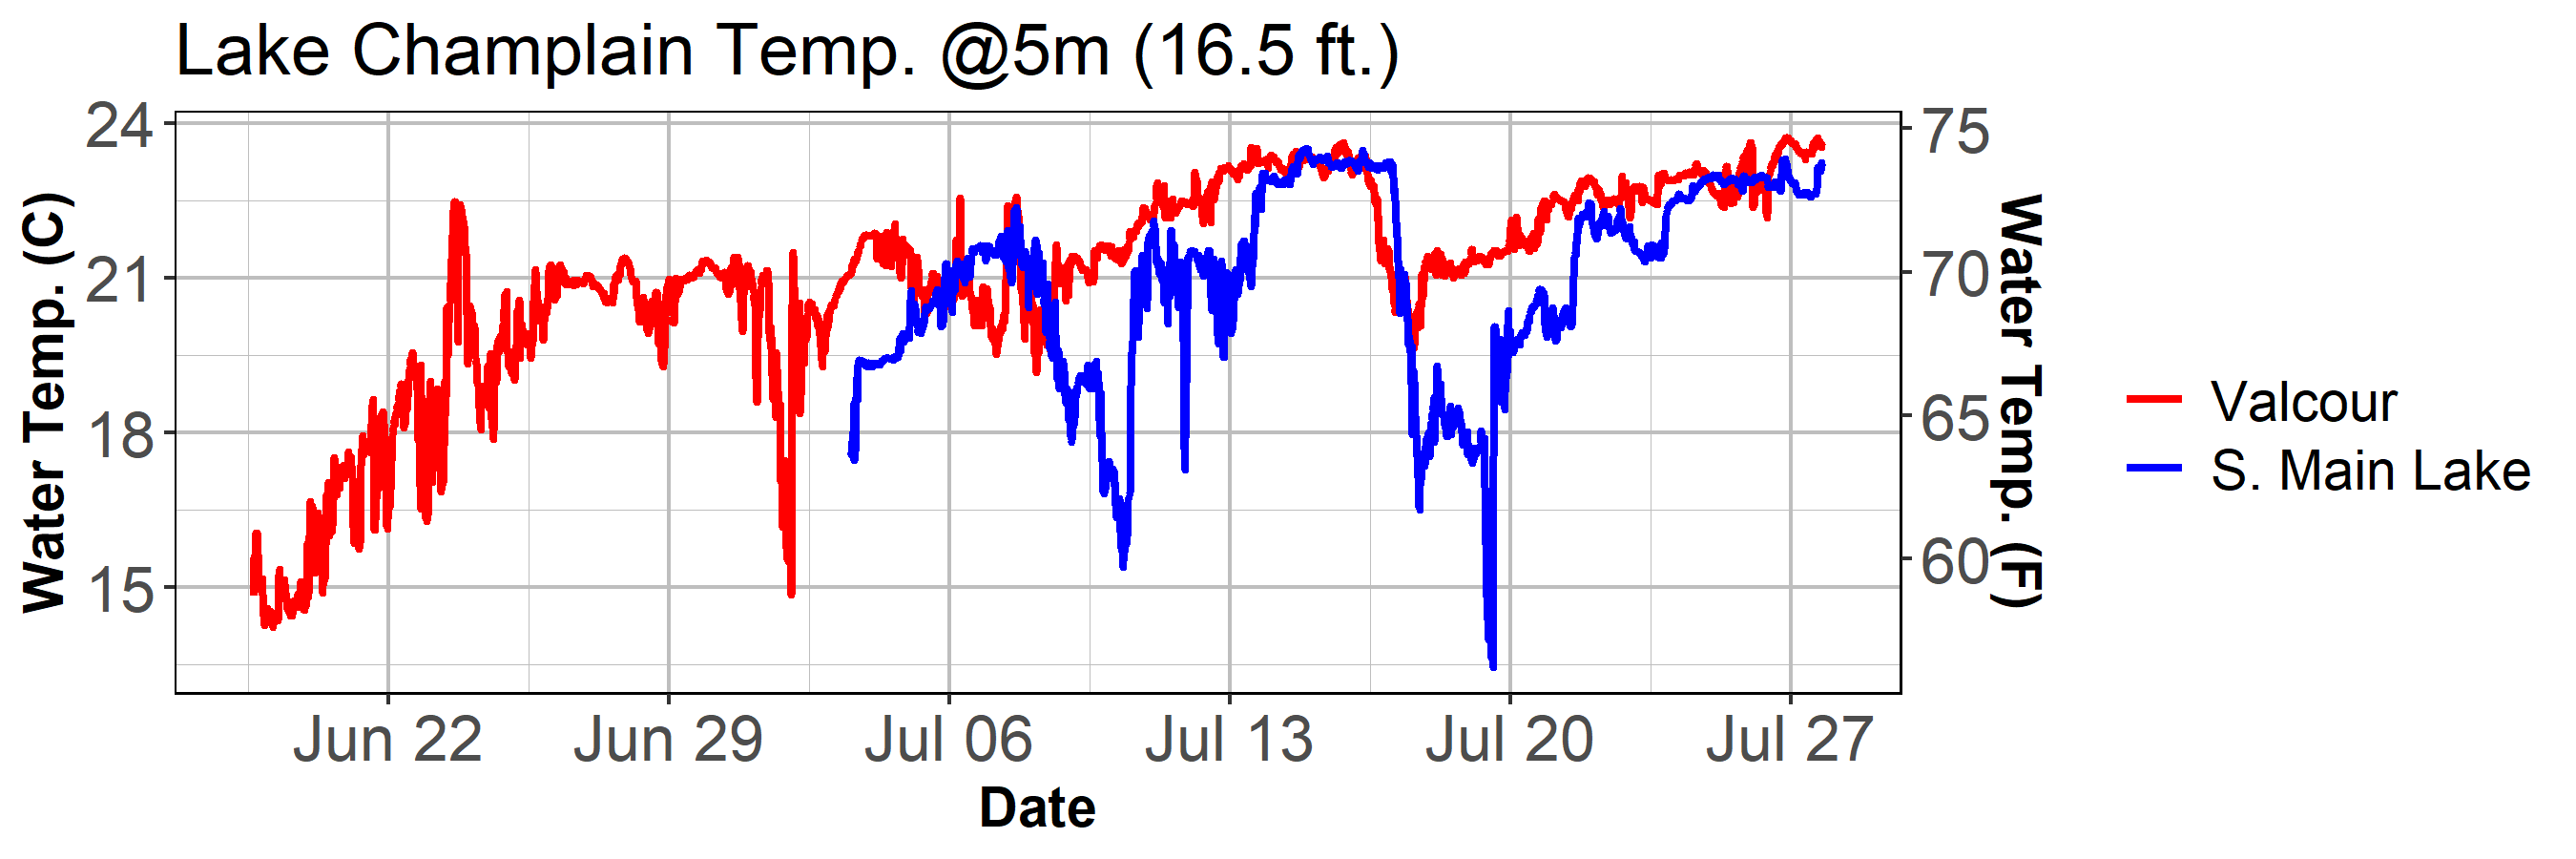 Lake Champlain Temp. @5m (16.5 ft.)
Water Temp. (C)
24
21
18
15
75
70
65
60
Water Temp. (F)
Jun 22
Jun 29
Jul 06
Jul 13
Jul 20
Jul 27
Date
Valcour
S. Main Lake